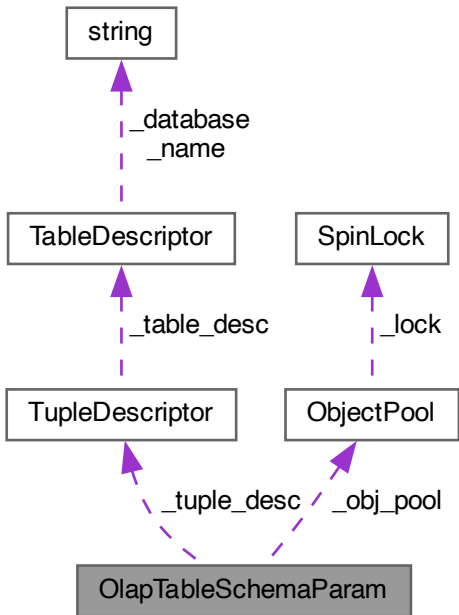 string
_database
_name
TableDescriptor
SpinLock
_table_desc
_lock
TupleDescriptor
ObjectPool
_tuple_desc
_obj_pool
OlapTableSchemaParam